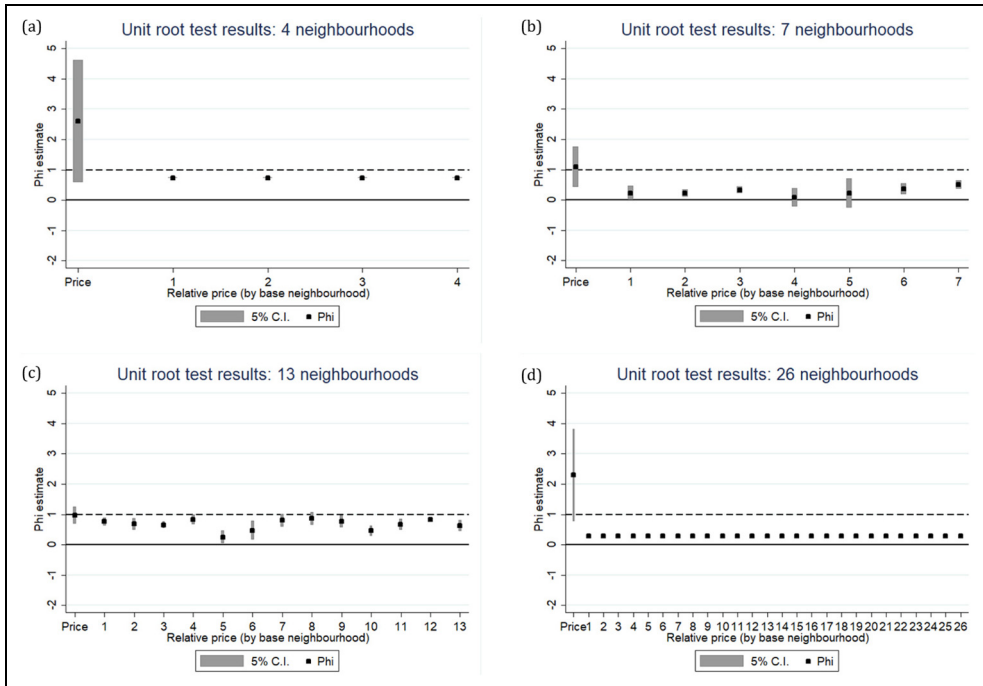 (a)
Unit root test results: 4 neighbourhoods
Phi estimate
5
4
3
2
1
0
-1
-2
Price 1 2 3 4
Relative price (by base neighbourhood)
5% C.I. Phi
(b)
Unit root test results: 7 neighbourhoods
Phi estimate
5
4
3
2
1
0
-1
-2
Price 1 2 3 4 5 6 7
Relative price (by base neighbourhood)
5% C.I. Phi
(c)
Unit root test results: 13 neighbourhoods
Phi estimate
5
4
3
2
1
0
-1
-2
Price 1 2 3 4 5 6 7 8 9 10 11 12 13
Relative price (by base neighbourhood)
5% C.I. Phi
(d)
Unit root test results: 26 neighbourhoods
Phi estimate
5
4
3
2
1
0
-1
-2
Price1 2 3 4 5 6 7 8 9 10 11 12 13 14 15 16 17 18 19 20 21 22 23 24 25 26
Relative price (by base neighbourhood)
5% C.I. Phi